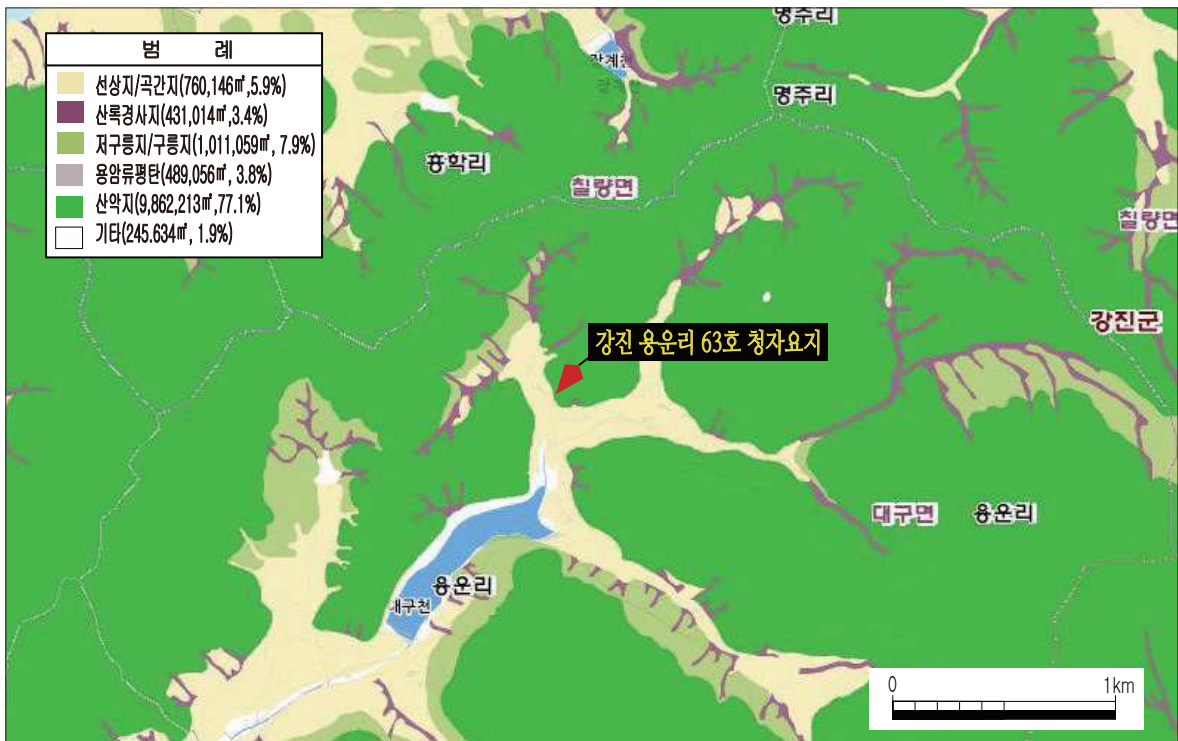 범 례
선상지/곡간지(760,146㎡,5.9%)
산록경사지(431,014㎡,3.4%)
저구릉지/구릉지(1,011,059㎡, 7.9%)
용암류평탄(489,056㎡, 3.8%)
산악지(9,862,213㎡,77.1%)
기타(245.634㎡, 1.9%)
명주리
명주리
흥학리
칠량면
칠량면
강진군
강진 용운리 63호 청자요지
대구면 용운리
용운리
대구천
0 1km